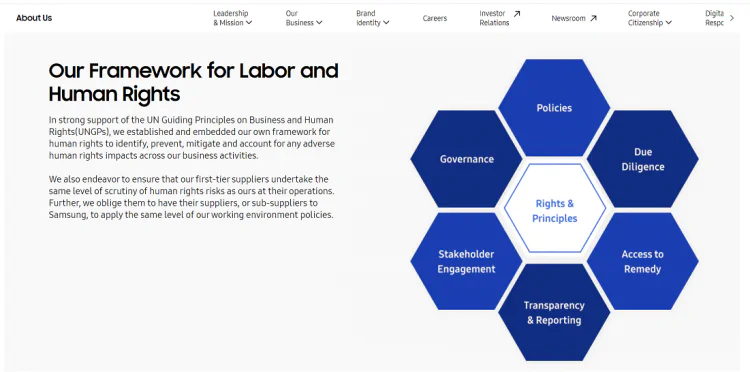 About Us
Leadership
& Mission
Our
Business
Brand
Identity
Careers
Investor
Relations
Newsroom
Corporate
Citizenship
Digita
Respc
Our Framework for Labor and
Human Rights
In strong support of the UN Guiding Principles on Business and Human
Rights(UNGPs), we established and embedded our own framework for
human rights to identify, prevent, mitigate and account for any adverse
human rights impacts across our business activities.
We also endeavor to ensure that our first-tier suppliers undertake the
same level of scrutiny of human rights risks as ours at their operations.
Further, we oblige them to have their suppliers, or sub-suppliers to
Samsung, to apply the same level of our working environment policies.
Policies
Governance
Due
Diligence
Rights &
Principles
Stakeholder
Engagement
Access to
Remedy
Transparency
& Reporting